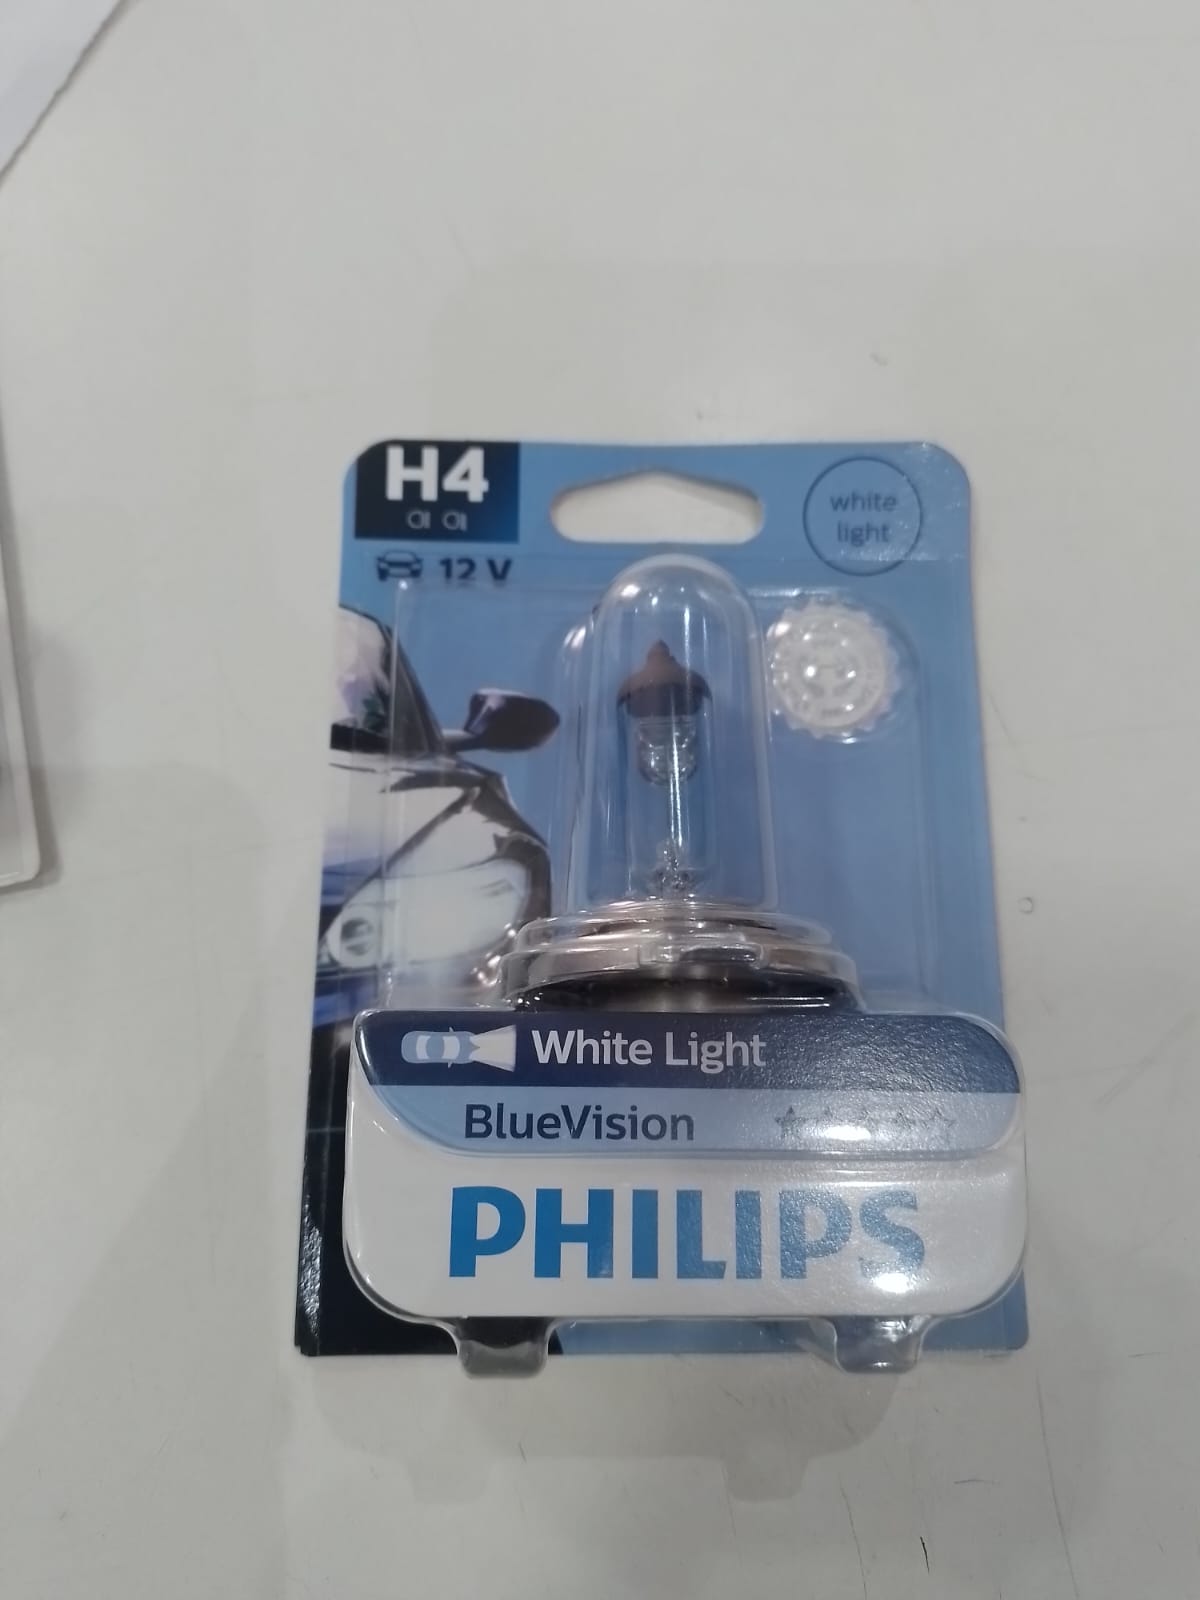 H4
white
light
12 V
White Light
BlueVision
PHILIPS